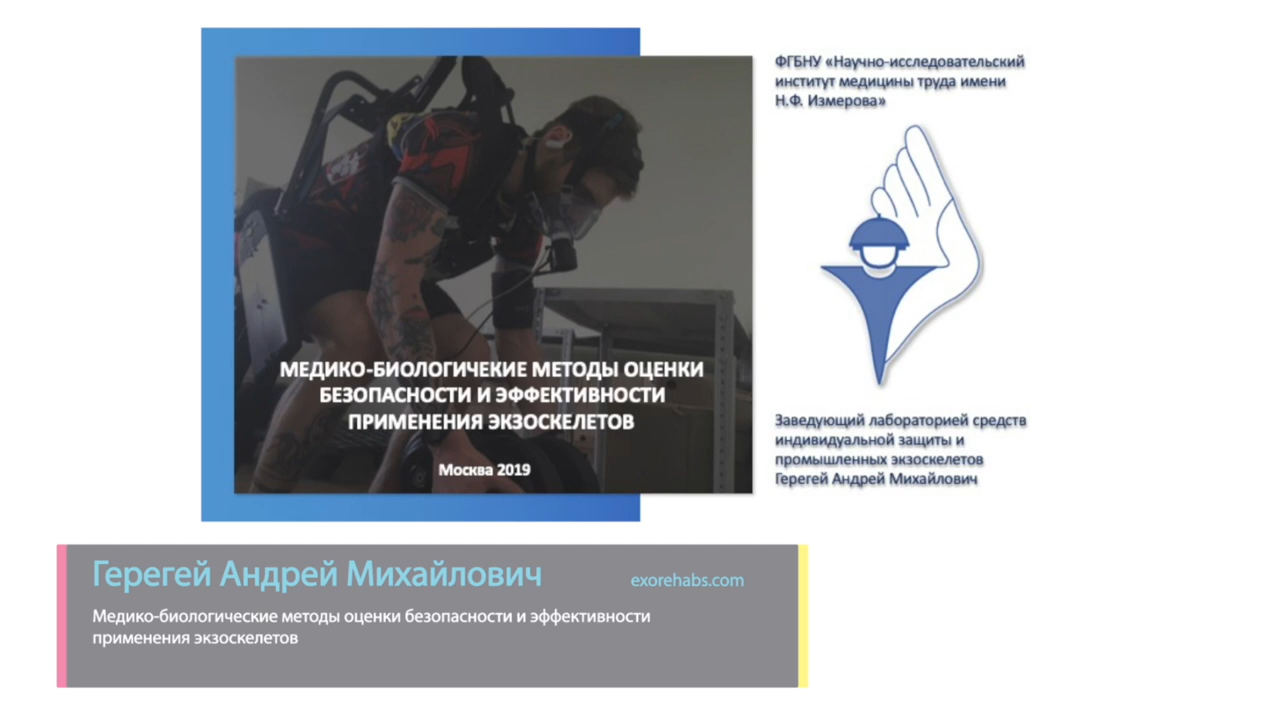 ФГБНУ «Научно-исследовательский
институт медицины труда имени
Н.Ф. Измерова»
МЕДИКО-БИОЛОГИЧЕКИЕ МЕТОДЫ ОЦЕНКИ
БЕЗОПАСНОСТИ И ЭФФЕКТИВНОСТИ
ПРИМЕНЕНИЯ ЭКЗОСКЕЛЕТОВ
Москва 2019
Заведующий лабораторией средств
индивидуальной защиты и
промышленных экзоскелетов
Герегей Андрей Михайлович
Герегей Андрей Михайлович
exorehabs.com
Медико-биологические методы оценки безопасности и эффективности
применения экзоскелетов